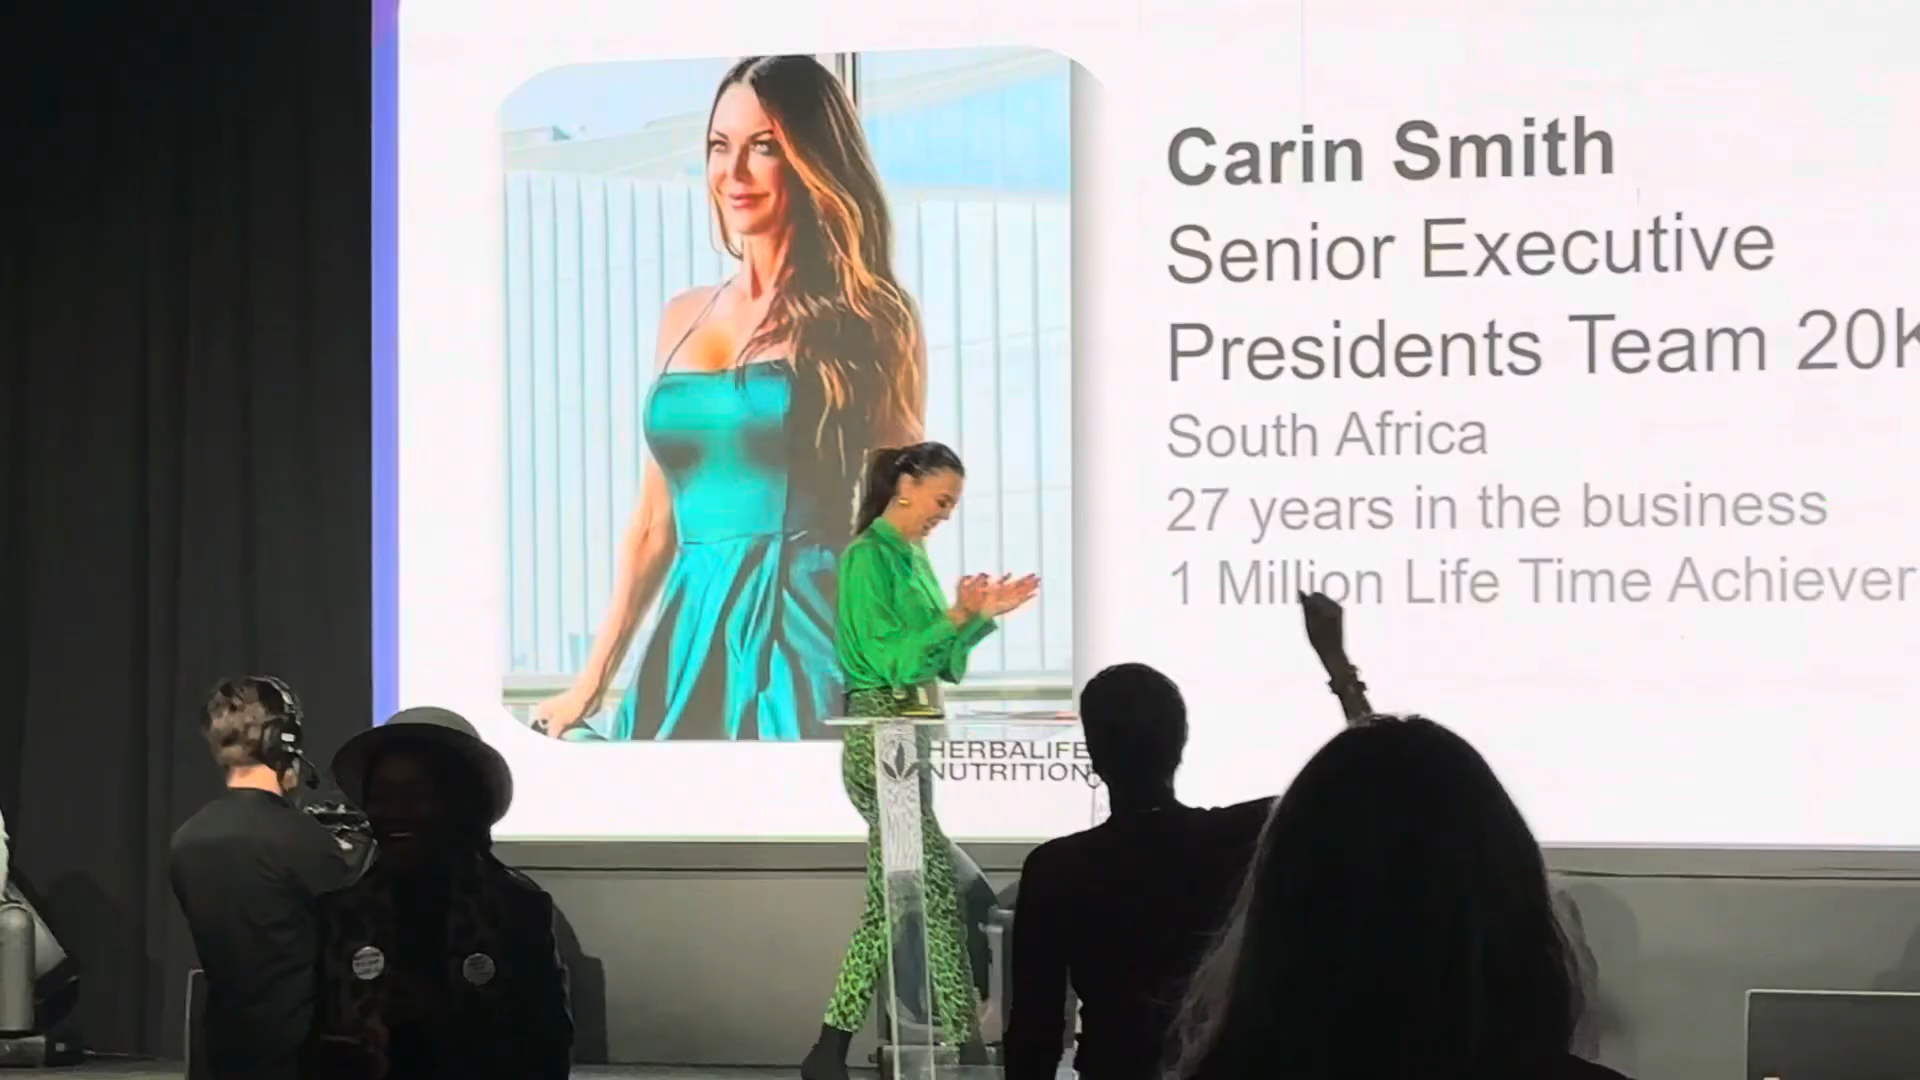 Carin Smith
Senior Executive
Presidents Team 20K
South Africa
27 years in the business
1 Million Life Time Achiever
HERBALIFE
NUTRITION